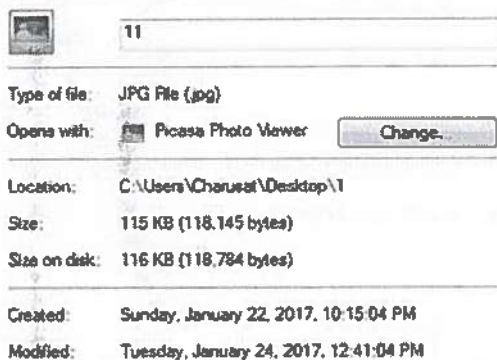 11
Type of file: JPG File (.jpg)
Opens with: Picasa Photo Viewer Change...
Location: C:\Users\Charusat\Desktop\1
Size: 115 KB (118,145 bytes)
Size on disk: 116 KB (118,784 bytes)
Created: Sunday, January 22, 2017, 10:15:04 PM
Modified: Tuesday, January 24, 2017, 12:41:04 PM